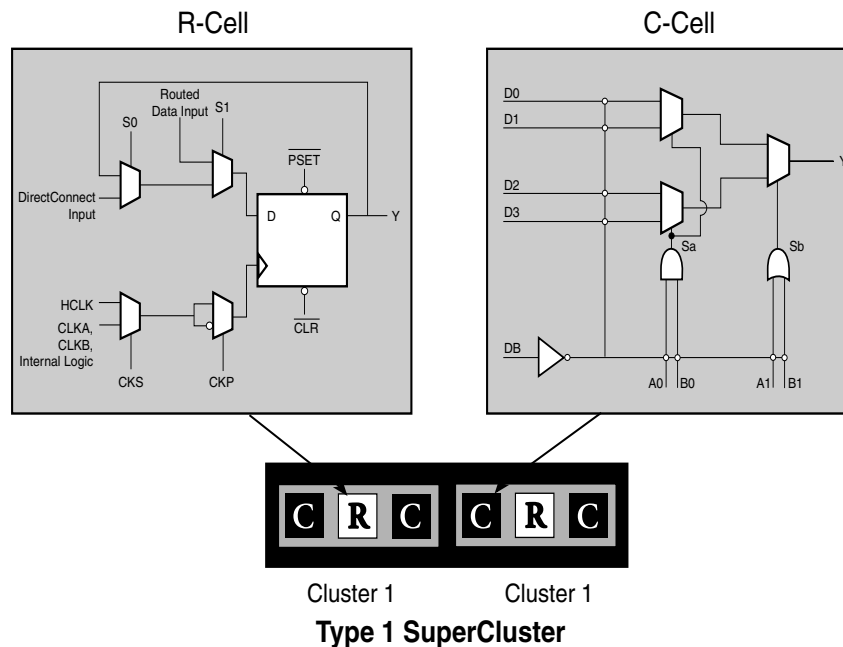 R-Cell
C-Cell
Routed
Data Input
S1
S0
PSET
DirectConnect
Input
D
Q
Y
HCLK
CLKA,
CLKB,
Internal Logic
CLR
CKS
CKP
D0
D1
D2
D3
Sa
Sb
Y
DB
A0
B0
A1
B1
C
R
C
C
R
C
Cluster 1
Cluster 1
Type 1 SuperCluster